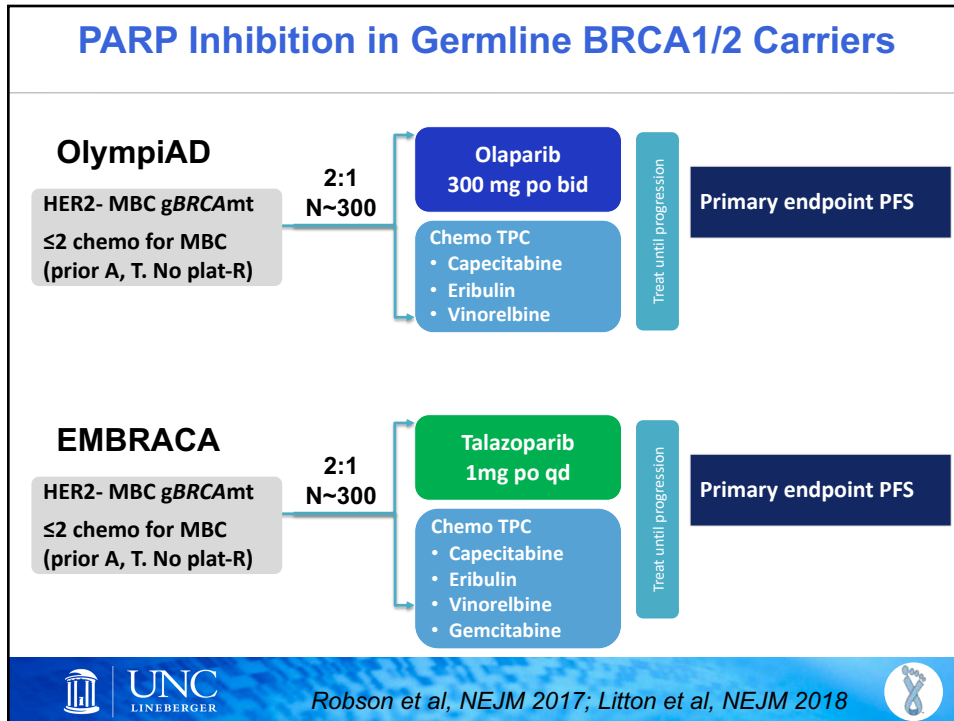 PARP Inhibition in Germline BRCA1/2 Carriers
OlympiAD
HER2- MBC gBRCAmt
≤2 chemo for MBC
(prior A, T. No plat-R)
2:1
N~300
Olaparib
300 mg po bid
Chemo TPC
• Capecitabine
• Eribulin
• Vinorelbine
Treat until progression
Primary endpoint PFS
EMBRACA
HER2- MBC gBRCAmt
≤2 chemo for MBC
(prior A, T. No plat-R)
2:1
N~300
Talazoparib
1mg po qd
Chemo TPC
• Capecitabine
• Eribulin
• Vinorelbine
• Gemcitabine
Treat until progression
Primary endpoint PFS
UNC
LINEBERGER
Robson et al, NEJM 2017; Litton et al, NEJM 2018